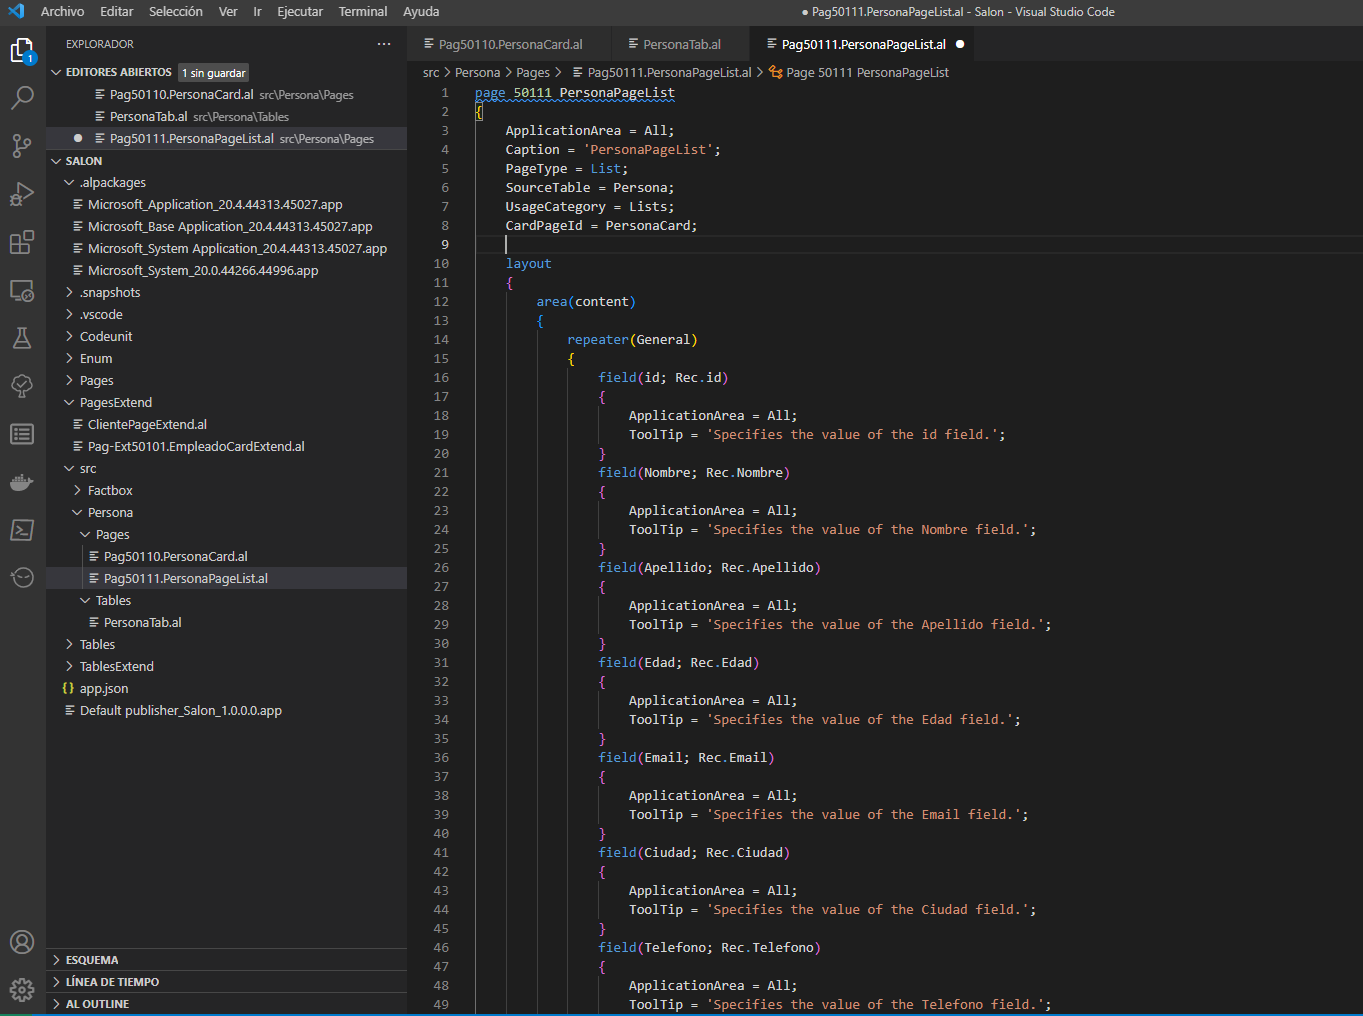 Archivo Editar Selección Ver Ir Ejecutar Terminal Ayuda
● Pag50111.PersonaPageList.al - Salon - Visual Studio Code
1
EXPLORADOR
EDITORES ABIERTOS 1 sin guardar
Pag50110.PersonaCard.al src\Persona\Pages
PersonaTab.al src\Persona\Tables
Pag50111.PersonaPageList.al src\Persona\Pages
SALON
.alpackages
Microsoft_Application_20.4.44313.45027.app
Microsoft_Base Application_20.4.44313.45027.app
Microsoft_System Application_20.4.44313.45027.app
Microsoft_System_20.0.44266.44996.app
.snapshots
.vscode
Codeunit
Enum
Pages
PagesExtend
ClientePageExtend.al
Pag-Ext50101.EmpleadoCardExtend.al
src
Factbox
Persona
Pages
Pag50110.PersonaCard.al
Pag50111.PersonaPageList.al
Tables
PersonaTab.al
Tables
TablesExtend
{} app.json
Default publisher_Salon_1.0.0.0.app
ESQUEMA
LÍNEA DE TIEMPO
AL OUTLINE
Pag50110.PersonaCard.al PersonaTab.al Pag50111.PersonaPageList.al ●
src > Persona > Pages > Pag50111.PersonaPageList.al > Page 50111 PersonaPageList
1 page 50111 PersonaPageList
2 {
3 ApplicationArea = All;
4 Caption = 'PersonaPageList';
5 PageType = List;
6 SourceTable = Persona;
7 UsageCategory = Lists;
8 CardPageId = PersonaCard;
9
10 layout
11 {
12 area(content)
13 {
14 repeater(General)
15 {
16 field(id; Rec.id)
17 {
18 ApplicationArea = All;
19 ToolTip = 'Specifies the value of the id field.';
20 }
21 field(Nombre; Rec.Nombre)
22 {
23 ApplicationArea = All;
24 ToolTip = 'Specifies the value of the Nombre field.';
25 }
26 field(Apellido; Rec.Apellido)
27 {
28 ApplicationArea = All;
29 ToolTip = 'Specifies the value of the Apellido field.';
30 }
31 field(Edad; Rec.Edad)
32 {
33 ApplicationArea = All;
34 ToolTip = 'Specifies the value of the Edad field.';
35 }
36 field(Email; Rec.Email)
37 {
38 ApplicationArea = All;
39 ToolTip = 'Specifies the value of the Email field.';
40 }
41 field(Ciudad; Rec.Ciudad)
42 {
43 ApplicationArea = All;
44 ToolTip = 'Specifies the value of the Ciudad field.';
45 }
46 field(Telefono; Rec.Telefono)
47 {
48 ApplicationArea = All;
49 ToolTip = 'Specifies the value of the Telefono field.';